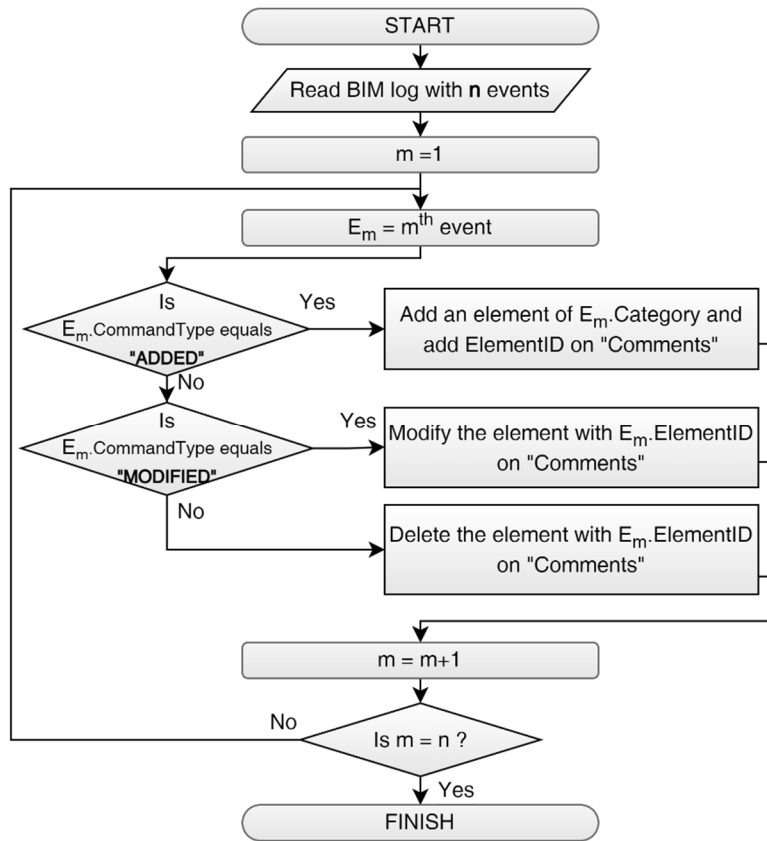 START
Read BIM log with n events
m =1
Eₘ = mᵗʰ event
Is
Eₘ.CommandType equals
"ADDED"
Yes
Add an element of Eₘ.Category and
add ElementID on "Comments"
No
Is
Eₘ.CommandType equals
"MODIFIED"
Yes
Modify the element with Eₘ.ElementID
on "Comments"
No
Delete the element with Eₘ.ElementID
on "Comments"
m = m+1
No
Is m = n ?
Yes
FINISH